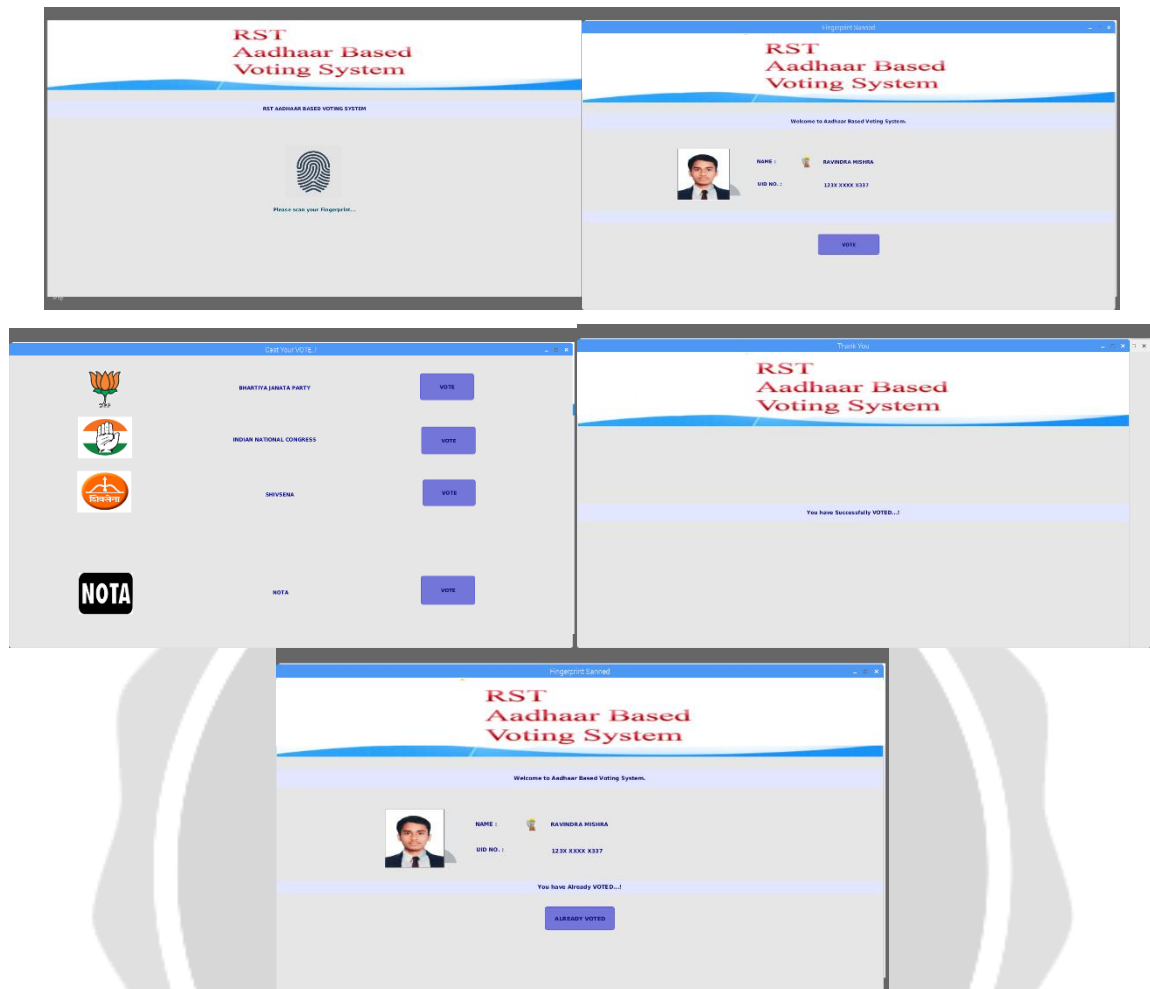 RST
Aadhaar Based
Voting System
RST AADHAAR BASED VOTING SYSTEM
Please scan your Fingerprint...
Fingerprint Sanned
RST
Aadhaar Based
Voting System
Welcome to Aadhaar Based Voting System.
NAME : RAVINDRA MISHRA
UID NO. : 123X XXXX X337
VOTE
Cast Your VOTE..!
BHARTIYA JANATA PARTY VOTE
INDIAN NATIONAL CONGRESS VOTE
शिवसेना SHIVSENA VOTE
NOTA NOTA VOTE
Thank You
RST
Aadhaar Based
Voting System
You have Successfully VOTED...!
Fingerprint Sanned
RST
Aadhaar Based
Voting System
Welcome to Aadhaar Based Voting System.
NAME : RAVINDRA MISHRA
UID NO. : 123X XXXX X337
You have Already VOTED...!
ALREADY VOTED